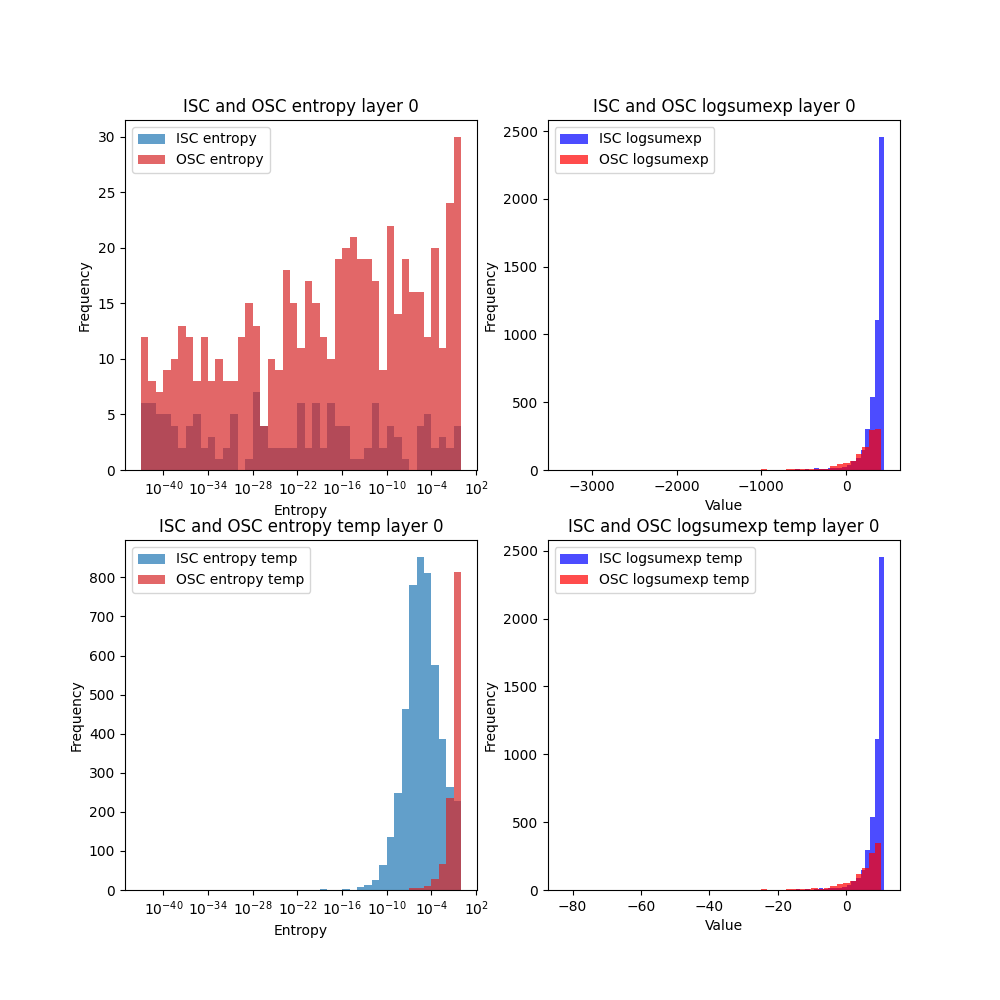 ISC and OSC entropy layer 0
ISC entropy
OSC entropy
Frequency
30
25
20
15
10
5
0
10^{-40} 10^{-34} 10^{-28} 10^{-22} 10^{-16} 10^{-10} 10^{-4} 10^{2}
Entropy
ISC and OSC logsumexp layer 0
ISC logsumexp
OSC logsumexp
Frequency
2500
2000
1500
1000
500
0
−3000 −2000 −1000 0
Value
ISC and OSC entropy temp layer 0
ISC entropy temp
OSC entropy temp
Frequency
800
700
600
500
400
300
200
100
0
10^{-40} 10^{-34} 10^{-28} 10^{-22} 10^{-16} 10^{-10} 10^{-4} 10^{2}
Entropy
ISC and OSC logsumexp temp layer 0
ISC logsumexp temp
OSC logsumexp temp
Frequency
2500
2000
1500
1000
500
0
−80 −60 −40 −20 0
Value